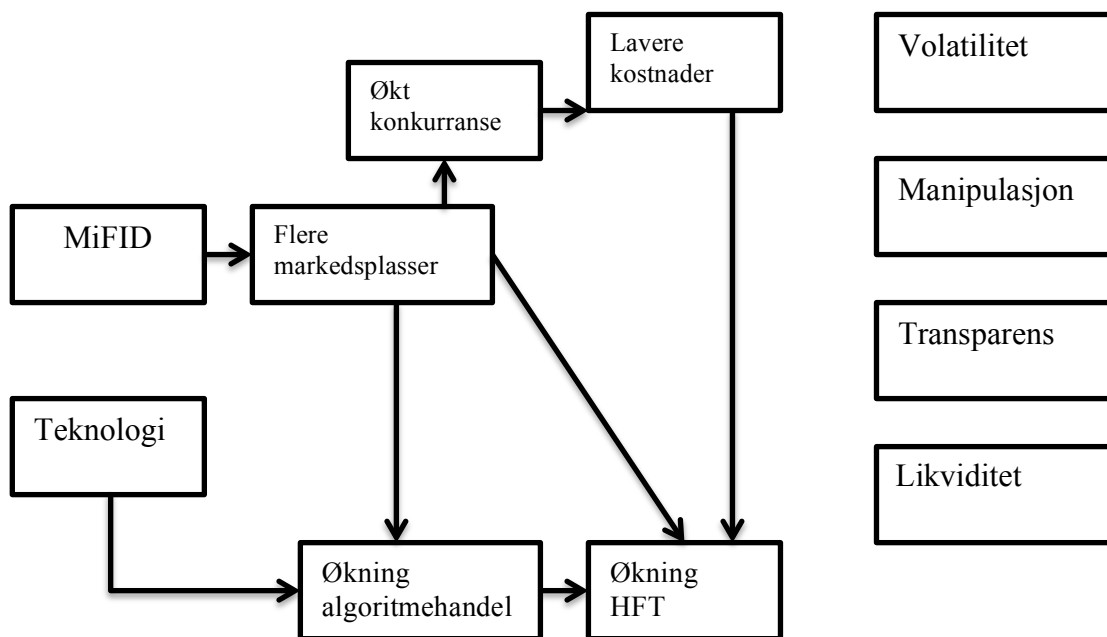 Lavere
kostnader
Volatilitet
Økt
konkurranse
Manipulasjon
MiFID
Flere
markedsplasser
Transparens
Teknologi
Likviditet
Økning
algoritmehandel
Økning
HFT